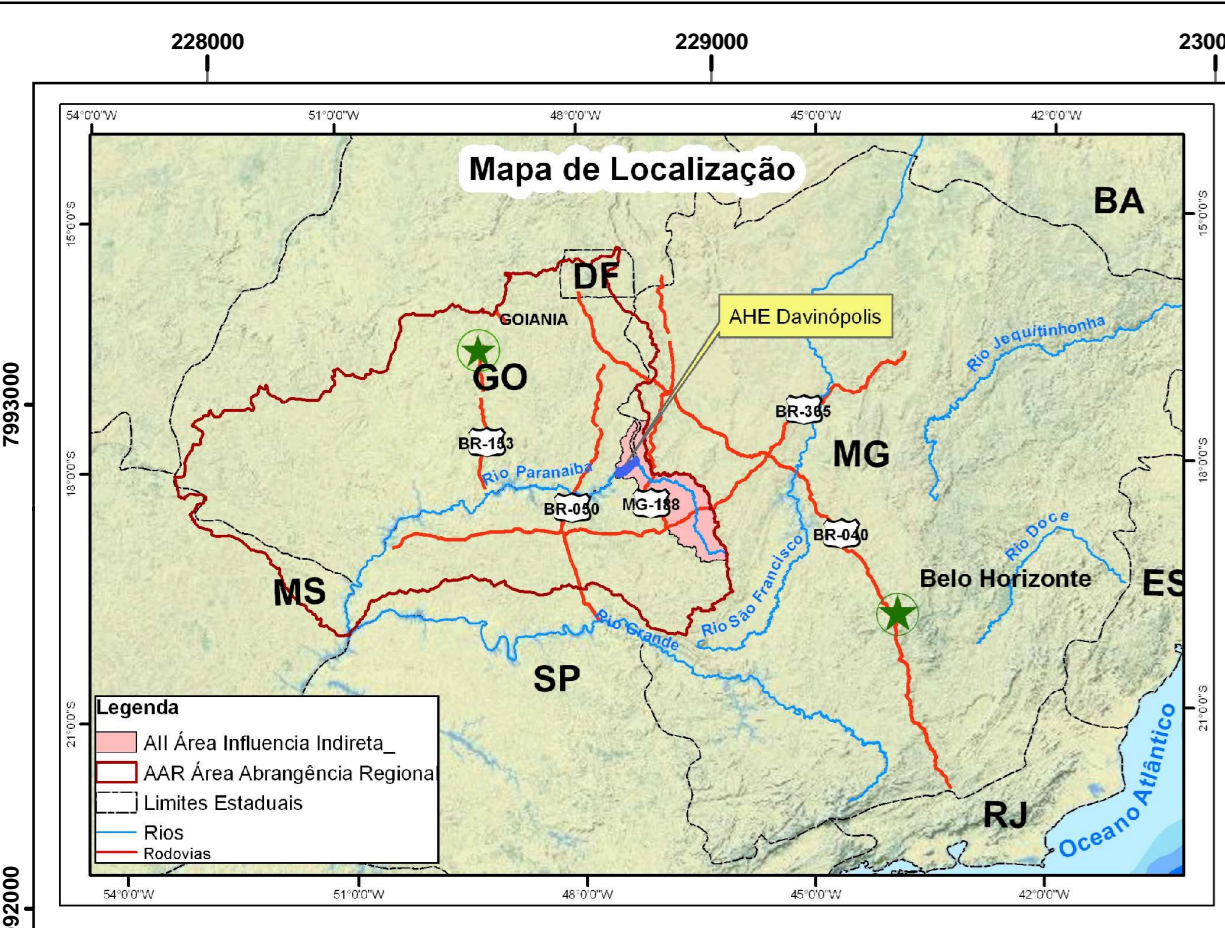 228000
229000
2300
54°0'0"W
51°0'0"W
48°0'0"W
45°0'0"W
42°0'0"W
Mapa de Localização
BA
15°0'0"S
15°0'0"S
DF
AHE Davinópolis
GOIANIA
Rio Jequitinhonha
GO
7993000
BR-365
BR-153
MG
18°0'0"S
18°0'0"S
Rio Paranaiba
BR-050
MG-188
BR-040
Rio Doce
Rio São Francisco
Belo Horizonte
MS
ES
Rio Grande
SP
Legenda
AII Área Influencia Indireta_
AAR Área Abrangência Regional
Limites Estaduais
Rios
Rodovias
21°0'0"S
21°0'0"S
Oceano Atlântico
RJ
92000
54°0'0"W
51°0'0"W
48°0'0"W
45°0'0"W
42°0'0"W